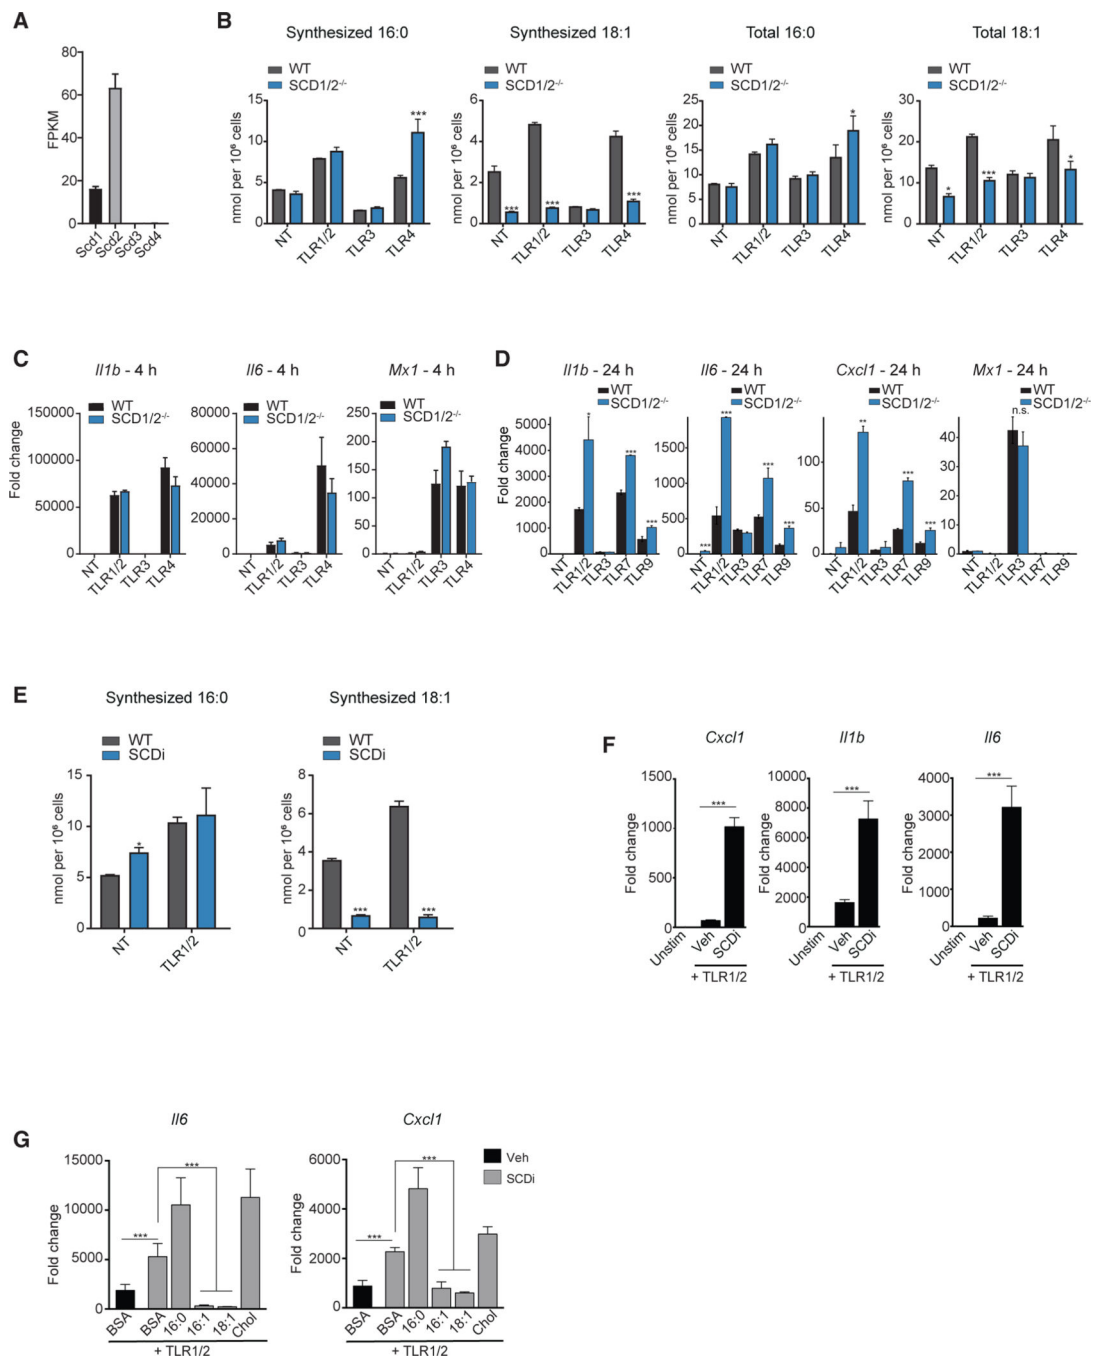 A
FPKM
80
60
40
20
0
Scd1
Scd2
Scd3
Scd4
B
Synthesized 16:0
WT
SCD1/2-/-
nmol per 10⁶ cells
15
10
5
0
***
NT
TLR1/2
TLR3
TLR4
Synthesized 18:1
WT
SCD1/2-/-
nmol per 10⁶ cells
6
5
4
3
2
1
0
***
***
***
NT
TLR1/2
TLR3
TLR4
Total 16:0
WT
SCD1/2-/-
nmol per 10⁶ cells
25
20
15
10
5
0
*
NT
TLR1/2
TLR3
TLR4
Total 18:1
WT
SCD1/2-/-
nmol per 10⁶ cells
30
20
10
0
*
***
*
NT
TLR1/2
TLR3
TLR4
C
Il1b - 4 h
WT
SCD1/2-/-
Fold change
150000
100000
50000
0
NT
TLR1/2
TLR3
TLR4
Il6 - 4 h
WT
SCD1/2-/-
80000
60000
40000
20000
0
NT
TLR1/2
TLR3
TLR4
Mx1 - 4 h
WT
SCD1/2-/-
250
200
150
100
50
0
NT
TLR1/2
TLR3
TLR4
D
Il1b - 24 h
WT
SCD1/2-/-
Fold change
5000
4000
3000
2000
1000
0
*
***
***
NT
TLR1/2
TLR3
TLR7
TLR9
Il6 - 24 h
WT
SCD1/2-/-
1500
1000
500
0
***
***
***
***
NT
TLR1/2
TLR3
TLR7
TLR9
Cxcl1 - 24 h
WT
SCD1/2-/-
100
50
0
**
***
***
NT
TLR1/2
TLR3
TLR7
TLR9
Mx1 - 24 h
WT
SCD1/2-/-
n.s.
40
30
20
10
0
NT
TLR1/2
TLR3
TLR7
TLR9
E
Synthesized 16:0
WT
SCDi
nmol per 10⁶ cells
15
10
5
0
*
NT
TLR1/2
Synthesized 18:1
WT
SCDi
nmol per 10⁶ cells
8
6
4
2
0
***
***
NT
TLR1/2
F
Cxcl1
Fold change
1500
1000
500
0
***
Unstim
Veh
SCDi
+ TLR1/2
Il1b
Fold change
10000
8000
6000
4000
2000
0
***
Unstim
Veh
SCDi
+ TLR1/2
Il6
Fold change
4000
3000
2000
1000
0
***
Unstim
Veh
SCDi
+ TLR1/2
G
Il6
Fold change
15000
10000
5000
0
***
***
BSA
BSA
16:0
16:1
18:1
Chol
+ TLR1/2
Cxcl1
Fold change
6000
4000
2000
0
***
***
BSA
BSA
16:0
16:1
18:1
Chol
+ TLR1/2
Veh
SCDi